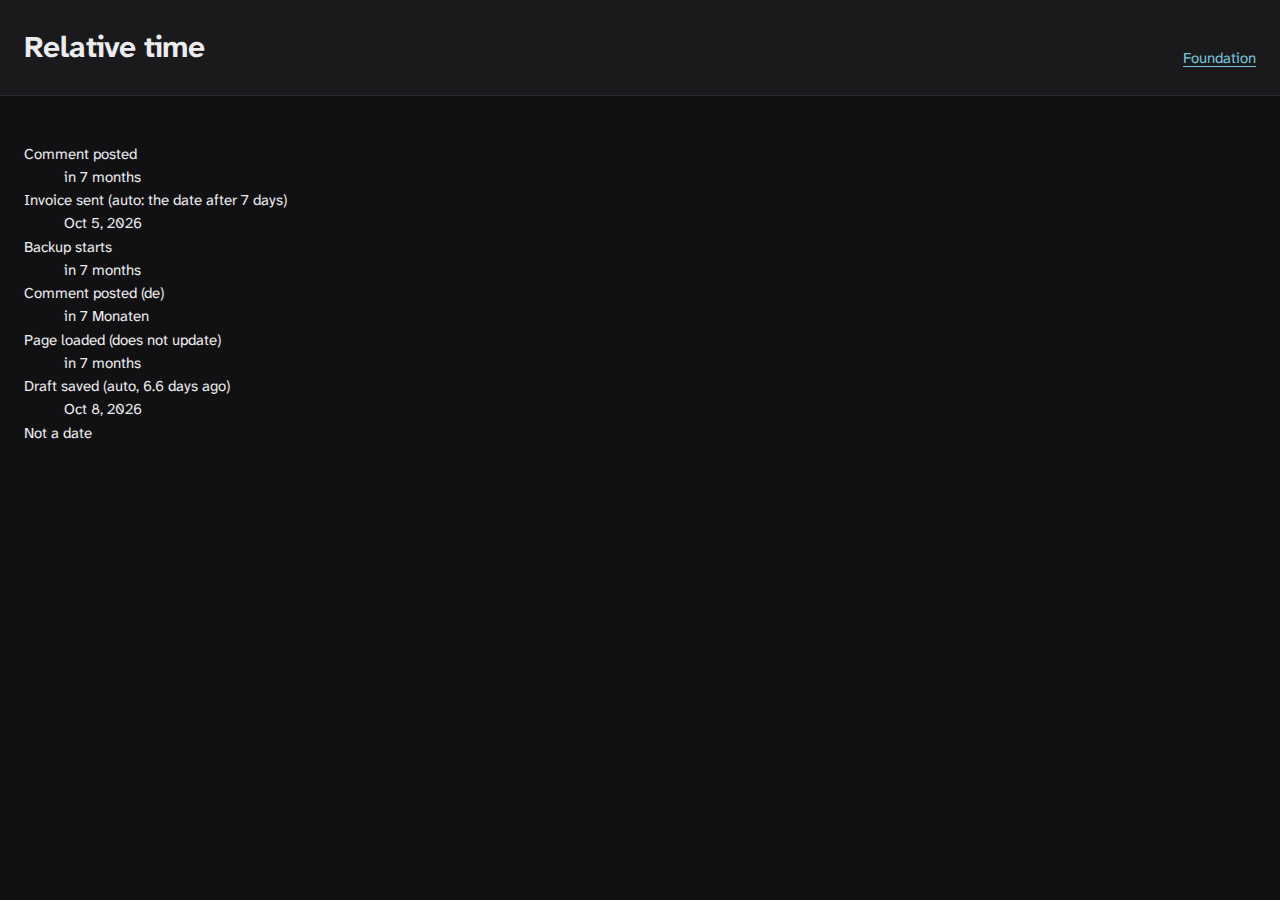 Relative time
Foundation
Comment posted
in 7 months
Invoice sent (auto: the date after 7 days)
Oct 5, 2026
Backup starts
in 7 months
Comment posted (de)
in 7 Monaten
Page loaded (does not update)
in 7 months
Draft saved (auto, 6.6 days ago)
Oct 8, 2026
Not a date